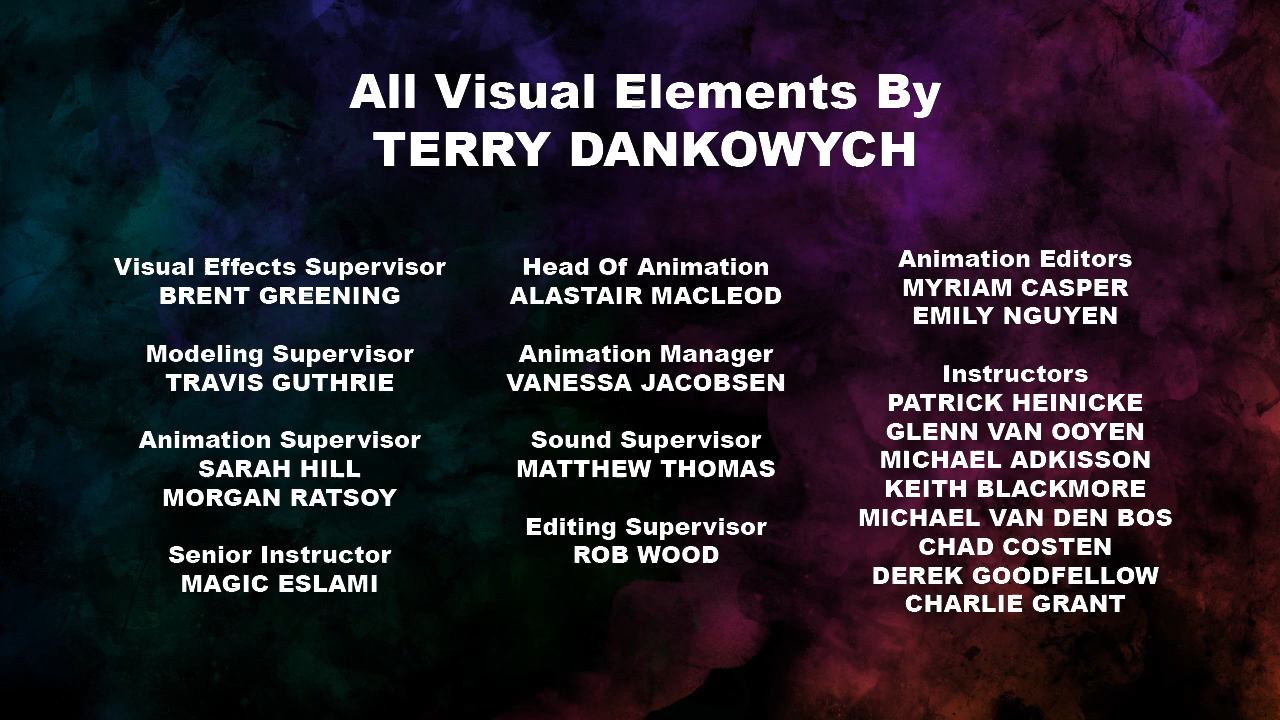 All Visual Elements By
TERRY DANKOWYCH
Visual Effects Supervisor
BRENT GREENING
Modeling Supervisor
TRAVIS GUTHRIE
Animation Supervisor
SARAH HILL
MORGAN RATSOY
Senior Instructor
MAGIC ESLAMI
Head Of Animation
ALASTAIR MACLEOD
Animation Manager
VANESSA JACOBSEN
Sound Supervisor
MATTHEW THOMAS
Editing Supervisor
ROB WOOD
Animation Editors
MYRIAM CASPER
EMILY NGUYEN
Instructors
PATRICK HEINICKE
GLENN VAN OOYEN
MICHAEL ADKISSON
KEITH BLACKMORE
MICHAEL VAN DEN BOS
CHAD COSTEN
DEREK GOODFELLOW
CHARLIE GRANT